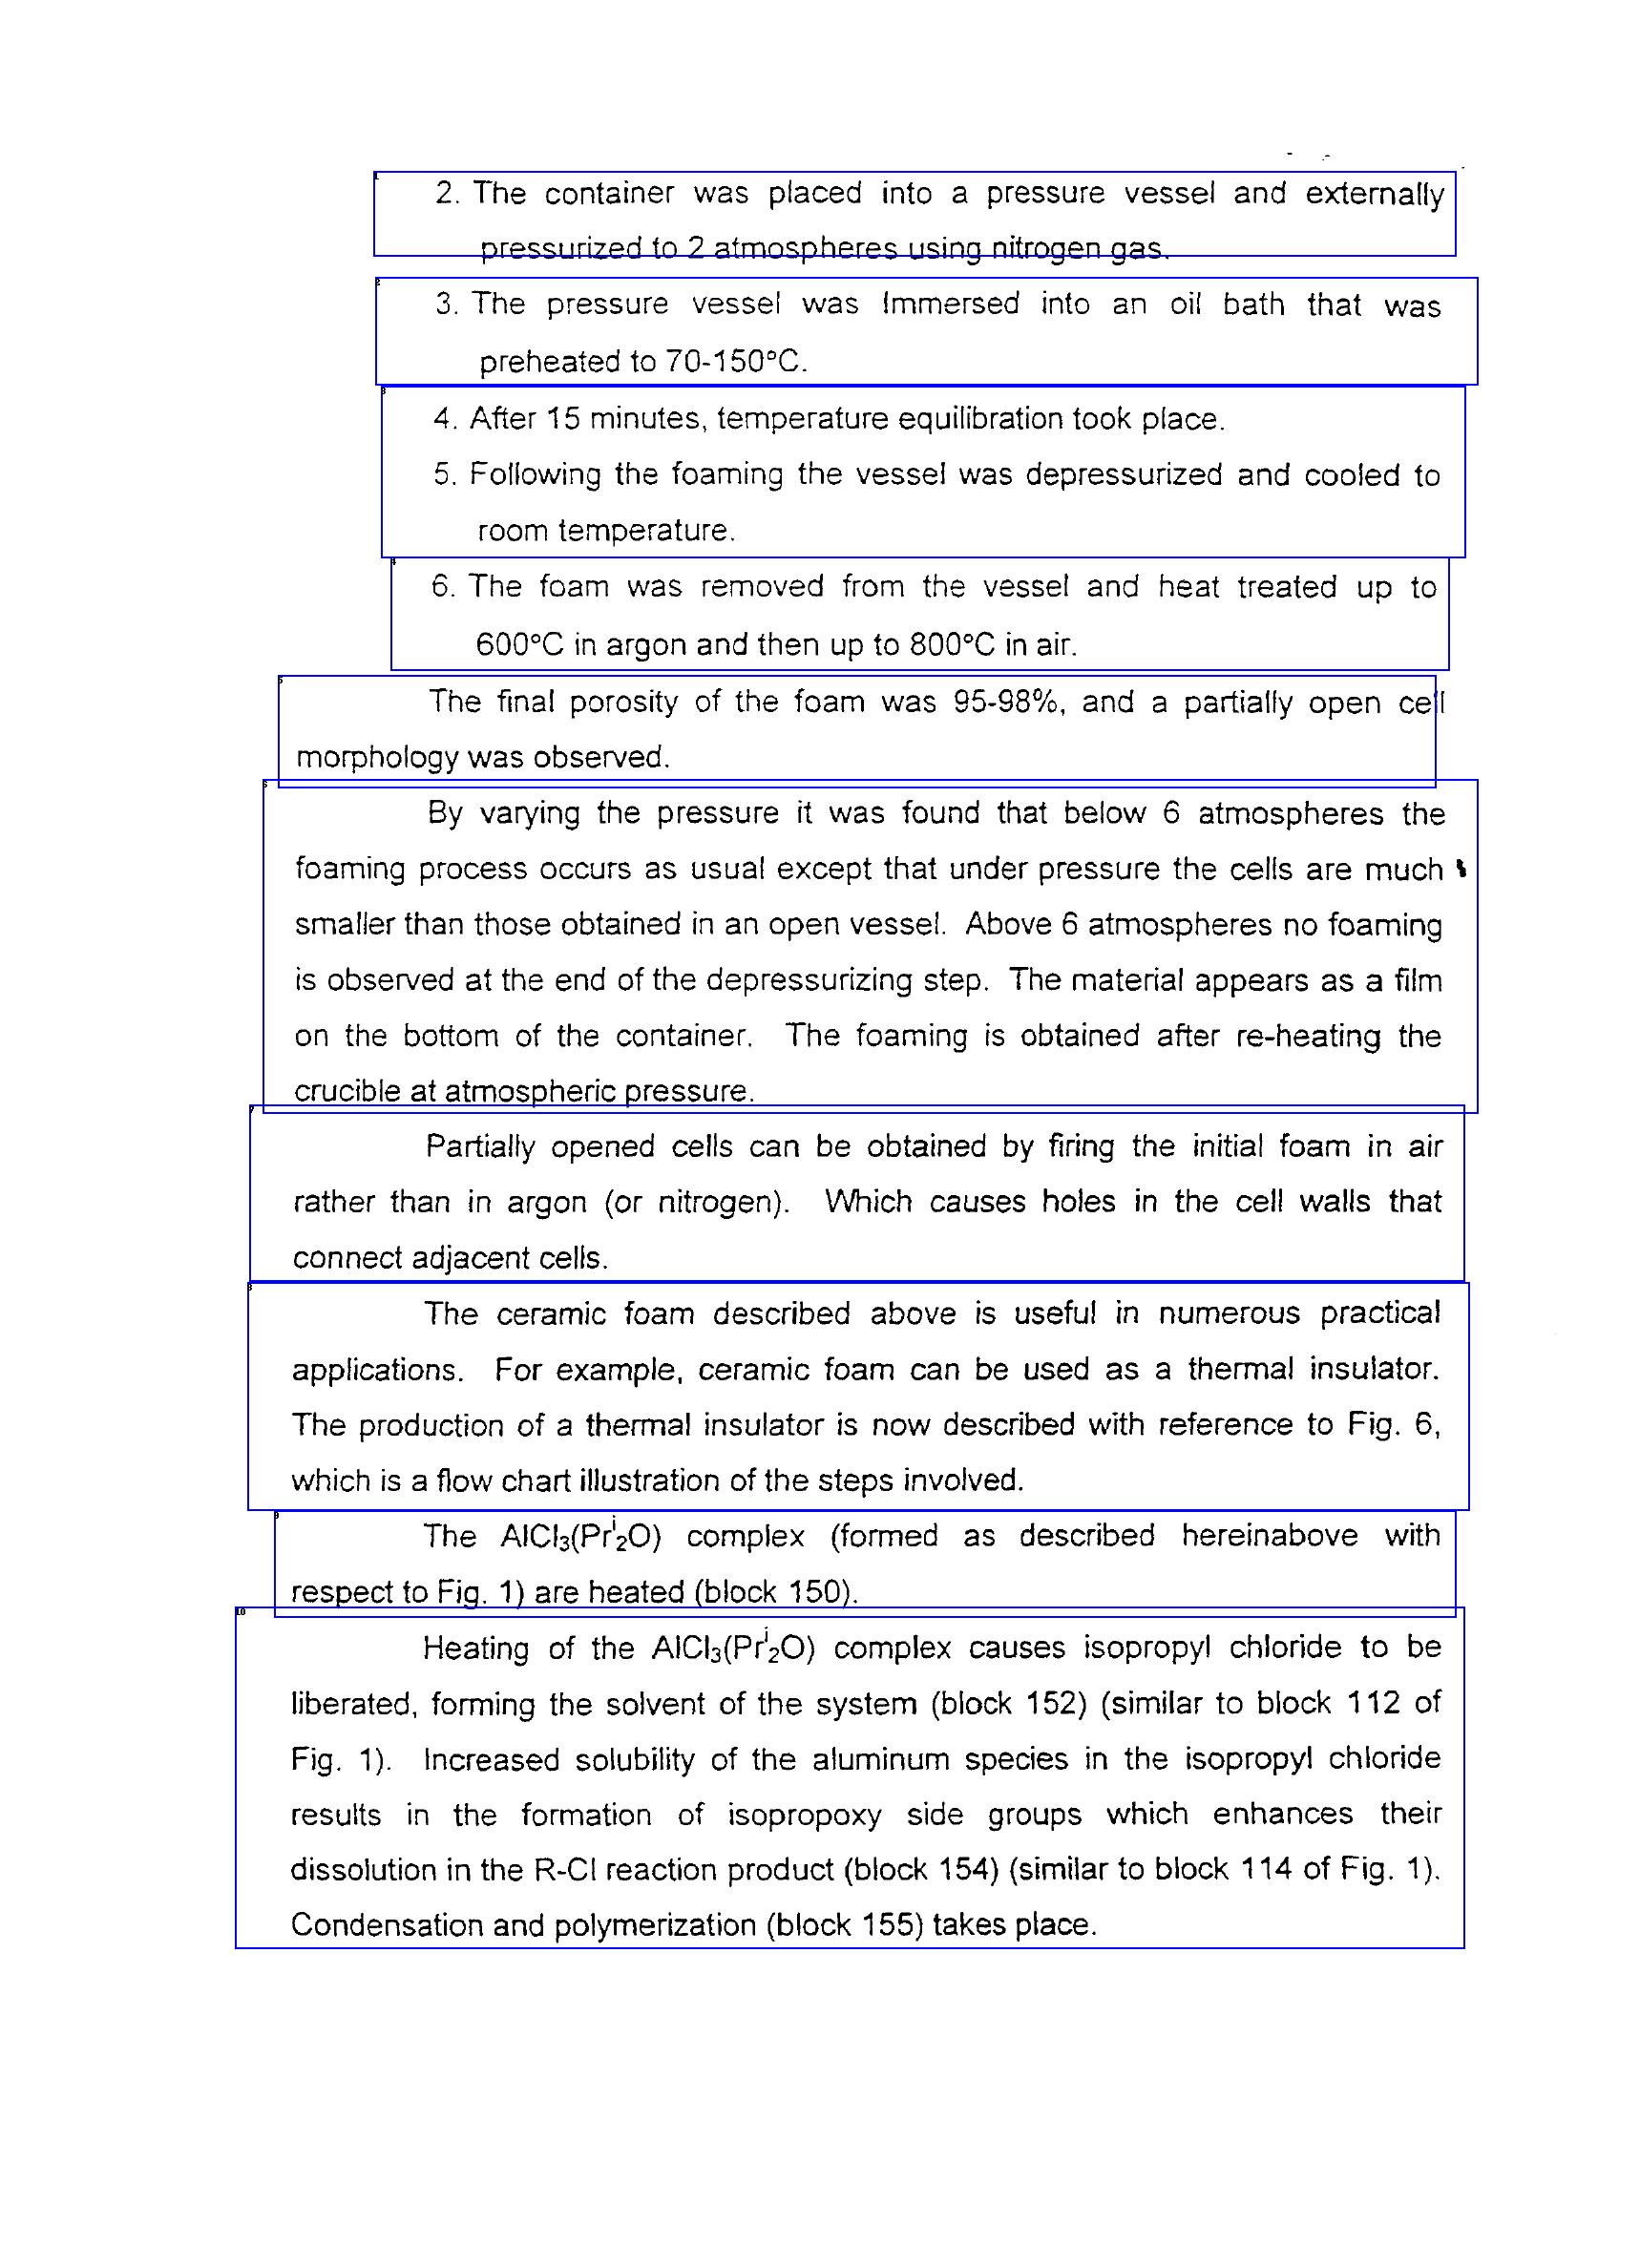 2. The container was placed into a pressure vessel and externally
pressurized to 2 atmospheres using nitrogen gas.
3. The pressure vessel was Immersed into an oil bath that was
preheated to 70-150°C.
4. After 15 minutes, temperature equilibration took place.
5. Following the foaming the vessel was depressurized and cooled to
room temperature.
6. The foam was removed from the vessel and heat treated up to
600°C in argon and then up to 800°C in air.
The final porosity of the foam was 95-98%, and a partially open cell
morphology was observed.
By varying the pressure it was found that below 6 atmospheres the
foaming process occurs as usual except that under pressure the cells are much
smaller than those obtained in an open vessel. Above 6 atmospheres no foaming
is observed at the end of the depressurizing step. The material appears as a film
on the bottom of the container. The foaming is obtained after re-heating the
crucible at atmospheric pressure.
Partially opened cells can be obtained by firing the initial foam in air
rather than in argon (or nitrogen). Which causes holes in the cell walls that
connect adjacent cells.
The ceramic foam described above is useful in numerous practical
applications. For example, ceramic foam can be used as a thermal insulator.
The production of a thermal insulator is now described with reference to Fig. 6,
which is a flow chart illustration of the steps involved.
The AlCl₃(Prⁱ₂O) complex (formed as described hereinabove with
respect to Fig. 1) are heated (block 150).
Heating of the AlCl₃(Prⁱ₂O) complex causes isopropyl chloride to be
liberated, forming the solvent of the system (block 152) (similar to block 112 of
Fig. 1). Increased solubility of the aluminum species in the isopropyl chloride
results in the formation of isopropoxy side groups which enhances their
dissolution in the R-Cl reaction product (block 154) (similar to block 114 of Fig. 1).
Condensation and polymerization (block 155) takes place.